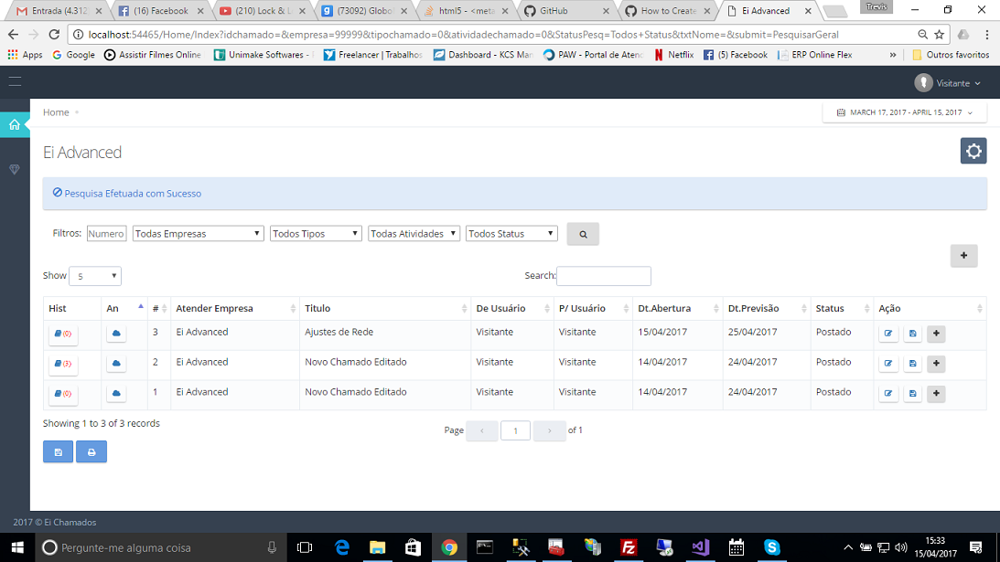 Entrada (4.312
(16) Facebook
(210) Lock & L
(73092) Globo
html5 - <meta
GitHub
How to Create
Ei Advanced
Trevis
localhost:54465/Home/Index?idchamado=&empresa=99999&tipochamado=0&atividadechamado=0&StatusPesq=Todos+Status&txtNome=&submit=PesquisarGeral
Apps Google Assistir Filmes Online Unimake Softwares - Freelancer | Trabalhos Dashboard - KCS Man PAW - Portal de Aten Netflix (5) Facebook ERP Online Flex » Outros favoritos
Visitante
Home
MARCH 17, 2017 - APRIL 15, 2017
Ei Advanced
Pesquisa Efetuada com Sucesso
Filtros: Numero Todas Empresas Todos Tipos Todas Atividades Todos Status
Show 5 Search:
Hist An # Atender Empresa Titulo De Usuário P/ Usuário Dt.Abertura Dt.Previsão Status Ação
(0) 3 Ei Advanced Ajustes de Rede Visitante Visitante 15/04/2017 25/04/2017 Postado
(3) 2 Ei Advanced Novo Chamado Editado Visitante Visitante 14/04/2017 24/04/2017 Postado
(0) 1 Ei Advanced Novo Chamado Editado Visitante Visitante 14/04/2017 24/04/2017 Postado
Showing 1 to 3 of 3 records
Page < 1 > of 1
2017 © Ei Chamados
Pergunte-me alguma coisa
15:33
15/04/2017